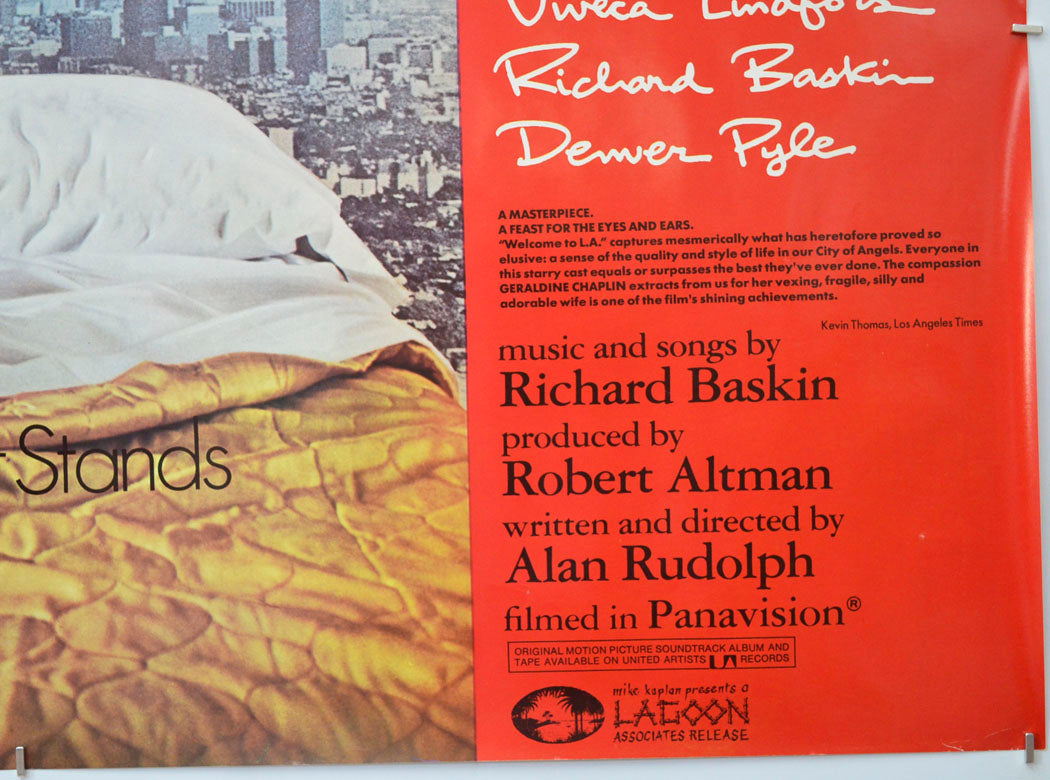 Viveca Lindfors
Richard Baskin
Denver Pyle
A MASTERPIECE.
A FEAST FOR THE EYES AND EARS.
"Welcome to L.A." captures mesmerically what has heretofore proved so
elusive: a sense of the quality and style of life in our City of Angels. Everyone in
this starry cast equals or surpasses the best they've ever done. The compassion
GERALDINE CHAPLIN extracts from us for her vexing, fragile, silly and
adorable wife is one of the film's shining achievements.
Kevin Thomas, Los Angeles Times
music and songs by
Richard Baskin
produced by
Robert Altman
written and directed by
Alan Rudolph
filmed in Panavision®
ORIGINAL MOTION PICTURE SOUNDTRACK ALBUM AND
TAPE AVAILABLE ON UNITED ARTISTS UA RECORDS
mike kaplan presents a
LAGOON
ASSOCIATES RELEASE
Stands